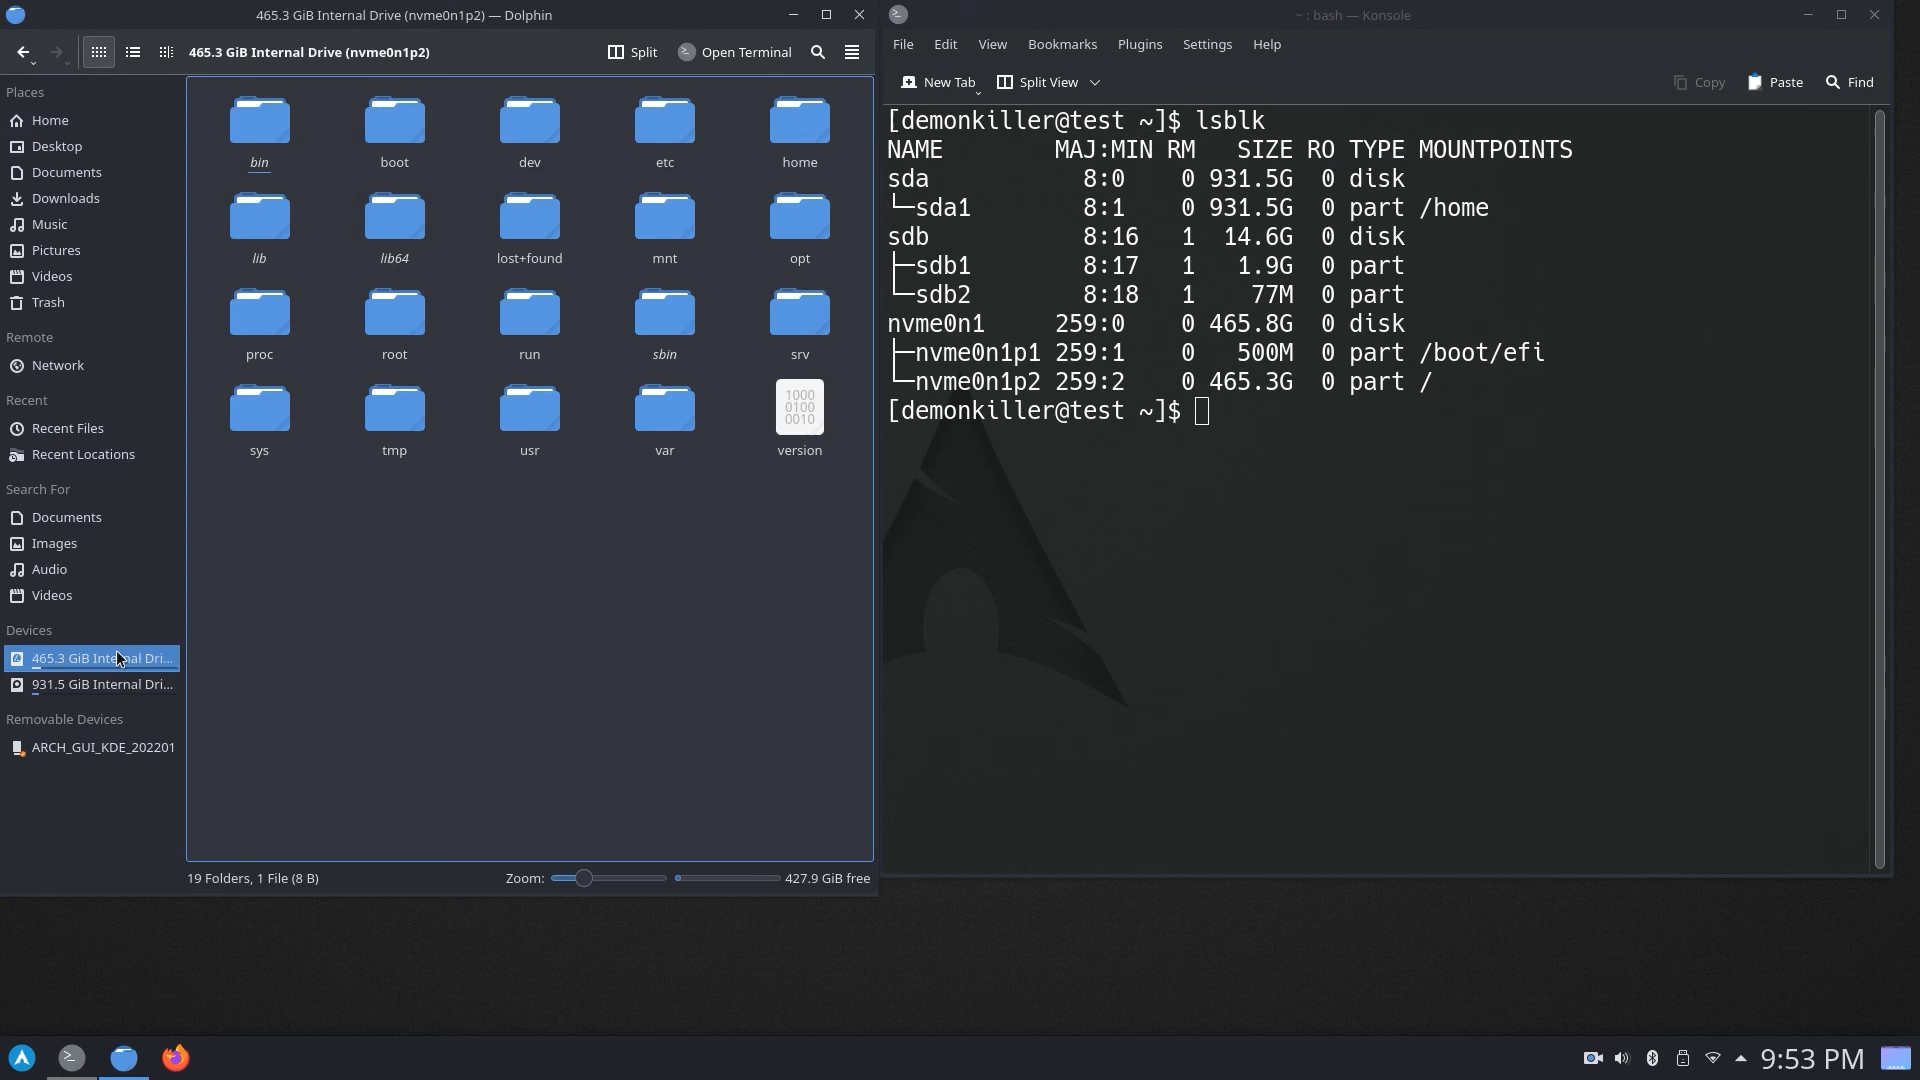 465.3 GiB Internal Drive (nvme0n1p2) — Dolphin
465.3 GiB Internal Drive (nvme0n1p2)
Split
Open Terminal
Places
Home
Desktop
Documents
Downloads
Music
Pictures
Videos
Trash
Remote
Network
Recent
Recent Files
Recent Locations
Search For
Documents
Images
Audio
Videos
Devices
465.3 GiB Internal Dri...
931.5 GiB Internal Dri...
Removable Devices
ARCH_GUI_KDE_202201
bin boot dev etc home
lib lib64 lost+found mnt opt
proc root run sbin srv
1000
0100
0010
sys tmp usr var version
19 Folders, 1 File (8 B)
Zoom:
427.9 GiB free
~ : bash — Konsole
File Edit View Bookmarks Plugins Settings Help
New Tab Split View Copy Paste Find
[demonkiller@test ~]$ lsblk
NAME        MAJ:MIN RM   SIZE RO TYPE MOUNTPOINTS
sda           8:0    0 931.5G  0 disk
└─sda1        8:1    0 931.5G  0 part /home
sdb           8:16   1  14.6G  0 disk
├─sdb1        8:17   1   1.9G  0 part
└─sdb2        8:18   1    77M  0 part
nvme0n1     259:0    0 465.8G  0 disk
├─nvme0n1p1 259:1    0   500M  0 part /boot/efi
└─nvme0n1p2 259:2    0 465.3G  0 part /
[demonkiller@test ~]$
9:53 PM